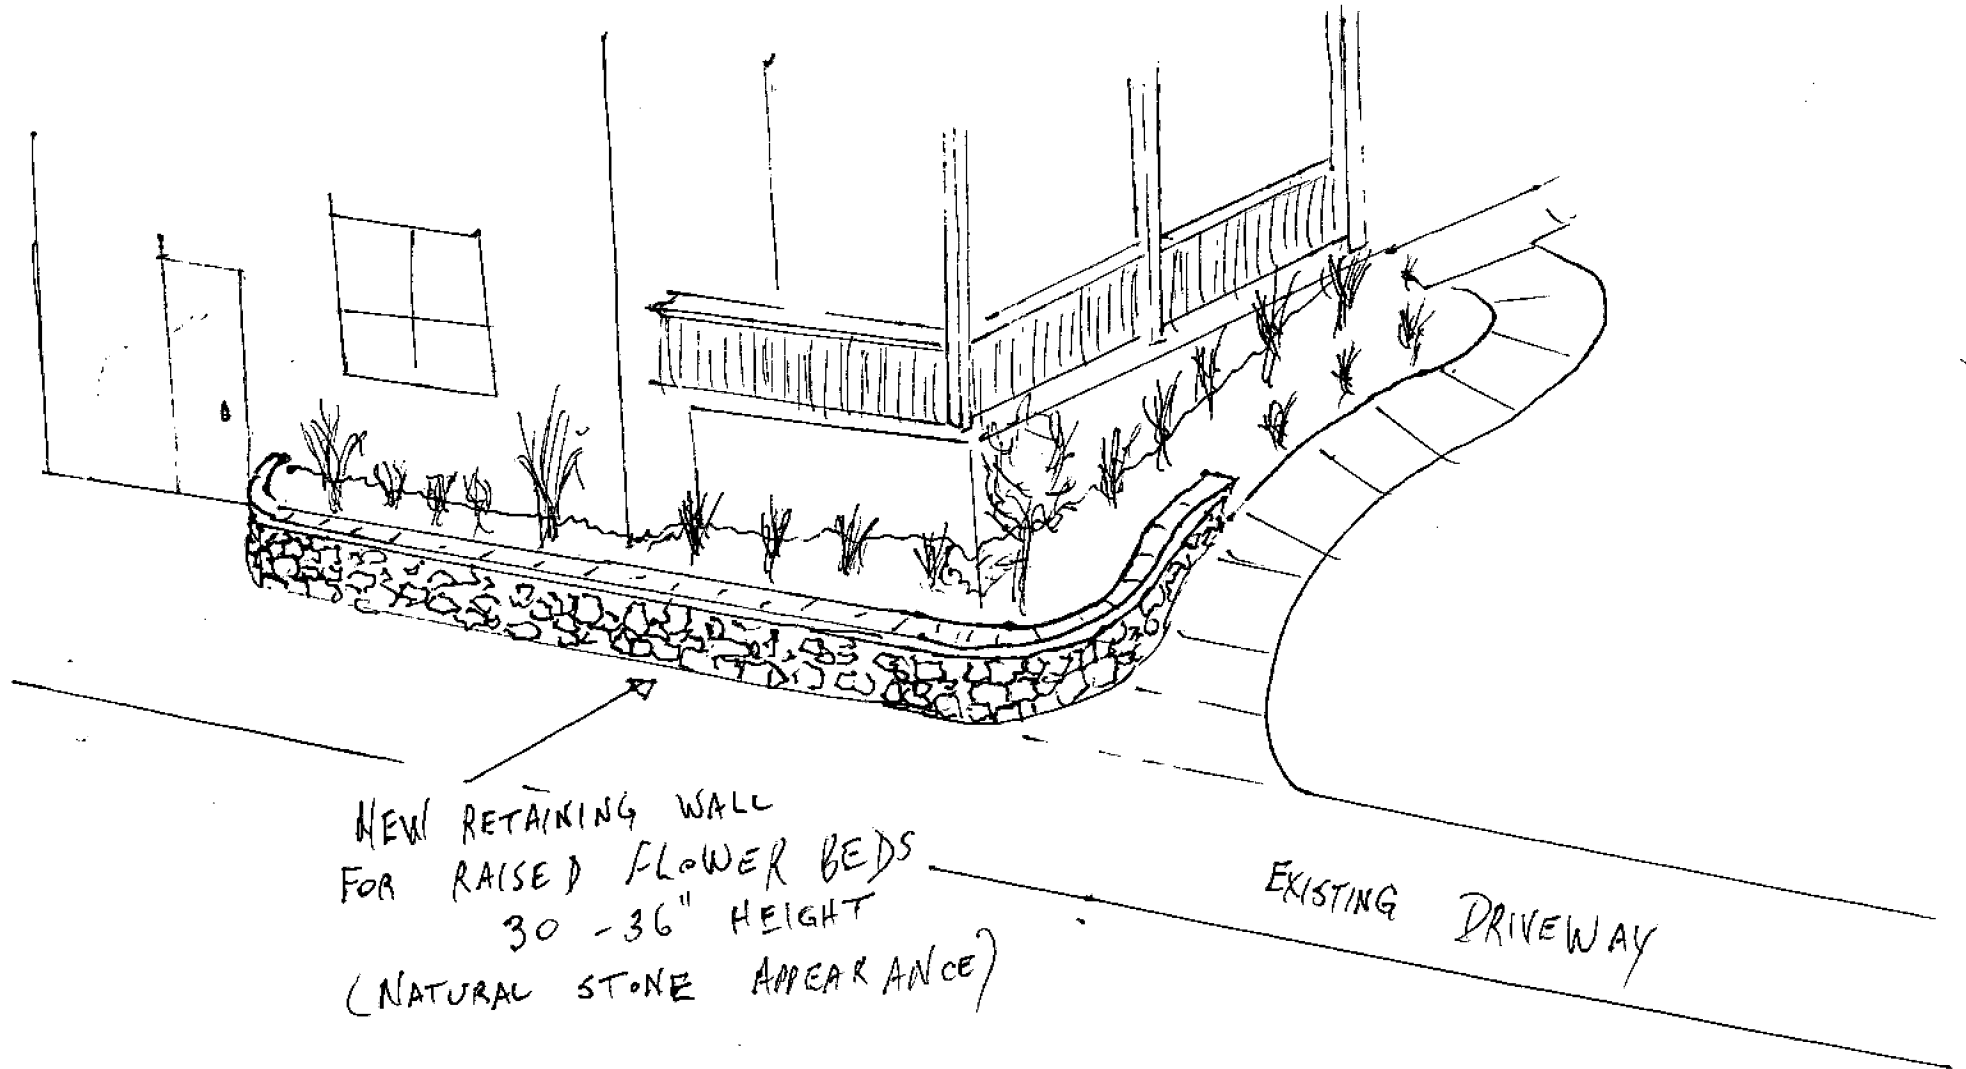 NEW RETAINING WALL
FOR RAISED FLOWER BEDS
30 - 36" HEIGHT
(NATURAL STONE APPEARANCE)
EXISTING DRIVEWAY